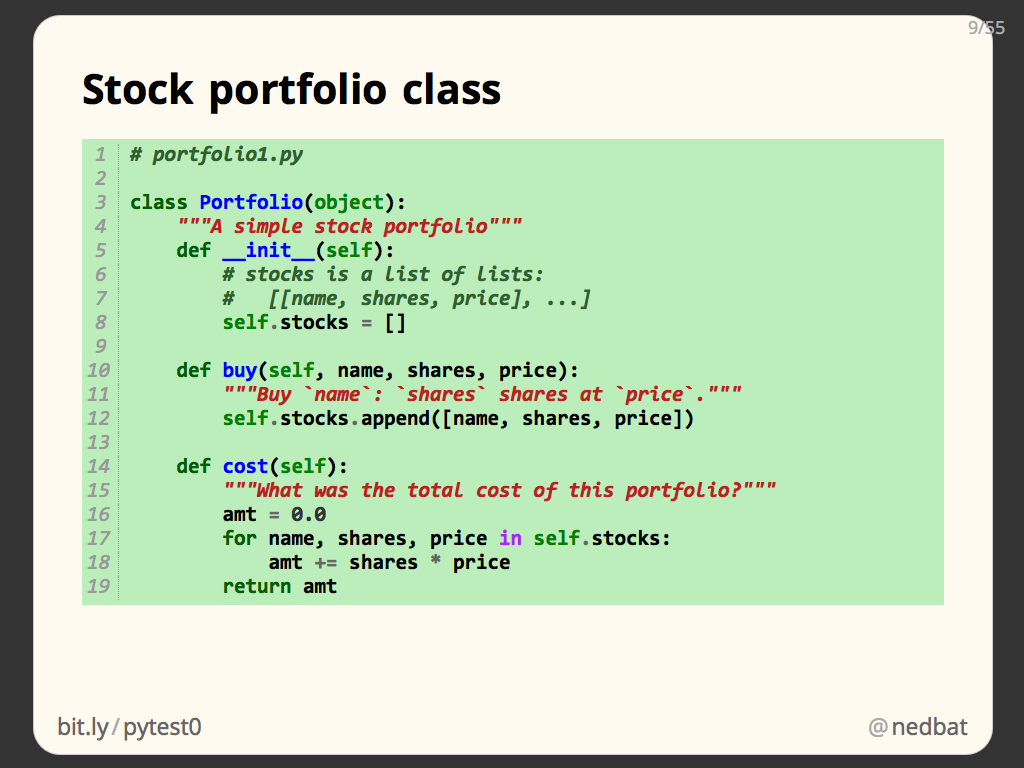 9/55
Stock portfolio class
1 # portfolio1.py
2
3 class Portfolio(object):
4     """A simple stock portfolio"""
5     def __init__(self):
6         # stocks is a list of lists:
7         #   [[name, shares, price], ...]
8         self.stocks = []
9
10     def buy(self, name, shares, price):
11         """Buy `name`: `shares` shares at `price`."""
12         self.stocks.append([name, shares, price])
13
14     def cost(self):
15         """What was the total cost of this portfolio?"""
16         amt = 0.0
17         for name, shares, price in self.stocks:
18             amt += shares * price
19         return amt
bit.ly/pytest0
@nedbat